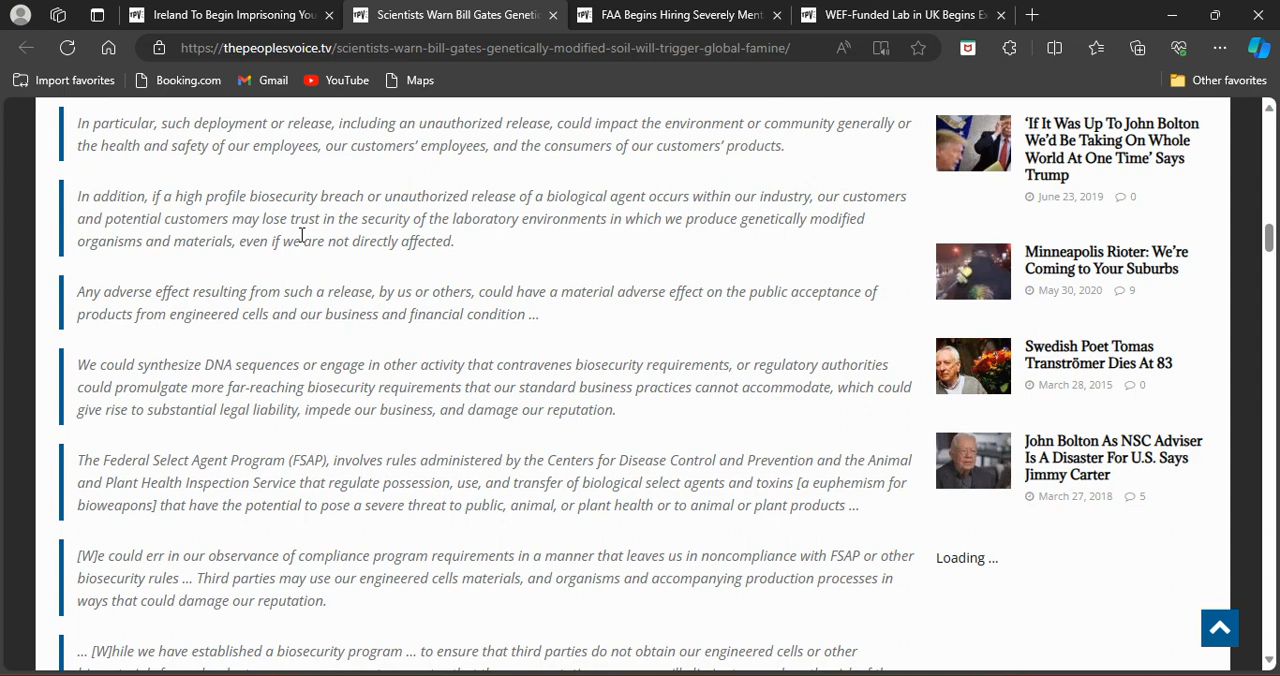 Ireland To Begin Imprisoning You
Scientists Warn Bill Gates Geneti
FAA Begins Hiring Severely Ment
WEF-Funded Lab in UK Begins Ex
https://thepeoplesvoice.tv/scientists-warn-bill-gates-genetically-modified-soil-will-trigger-global-famine/
Import favorites
Booking.com
Gmail
YouTube
Maps
Other favorites
In particular, such deployment or release, including an unauthorized release, could impact the environment or community generally or
the health and safety of our employees, our customers’ employees, and the consumers of our customers’ products.
In addition, if a high profile biosecurity breach or unauthorized release of a biological agent occurs within our industry, our customers
and potential customers may lose trust in the security of the laboratory environments in which we produce genetically modified
organisms and materials, even if we are not directly affected.
Any adverse effect resulting from such a release, by us or others, could have a material adverse effect on the public acceptance of
products from engineered cells and our business and financial condition ...
We could synthesize DNA sequences or engage in other activity that contravenes biosecurity requirements, or regulatory authorities
could promulgate more far-reaching biosecurity requirements that our standard business practices cannot accommodate, which could
give rise to substantial legal liability, impede our business, and damage our reputation.
The Federal Select Agent Program (FSAP), involves rules administered by the Centers for Disease Control and Prevention and the Animal
and Plant Health Inspection Service that regulate possession, use, and transfer of biological select agents and toxins [a euphemism for
bioweapons] that have the potential to pose a severe threat to public, animal, or plant health or to animal or plant products ...
[W]e could err in our observance of compliance program requirements in a manner that leaves us in noncompliance with FSAP or other
biosecurity rules ... Third parties may use our engineered cells materials, and organisms and accompanying production processes in
ways that could damage our reputation.
... [W]hile we have established a biosecurity program ... to ensure that third parties do not obtain our engineered cells or other
‘If It Was Up To John Bolton
We’d Be Taking On Whole
World At One Time’ Says
Trump
June 23, 2019 0
Minneapolis Rioter: We’re
Coming to Your Suburbs
May 30, 2020 9
Swedish Poet Tomas
Tranströmer Dies At 83
March 28, 2015 0
John Bolton As NSC Adviser
Is A Disaster For U.S. Says
Jimmy Carter
March 27, 2018 5
Loading ...